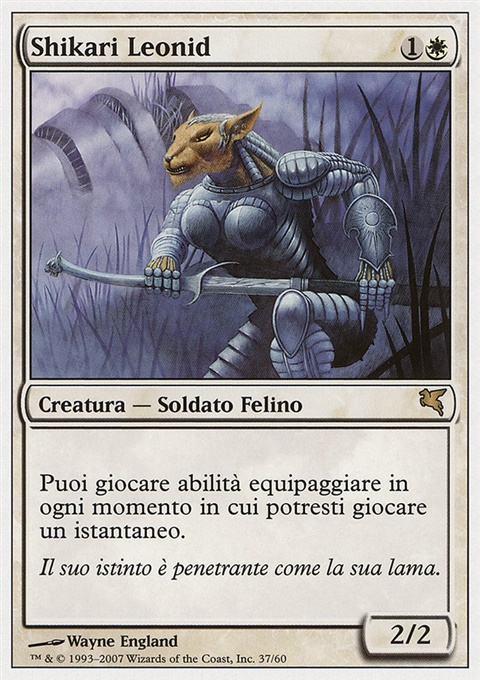 Shikari Leonid 1
Creatura — Soldato Felino
Puoi giocare abilità equipaggiare in
ogni momento in cui potresti giocare
un istantaneo.
Il suo istinto è penetrante come la sua lama.
Wayne England
2/2
™ & © 1993–2007 Wizards of the Coast, Inc. 37/60